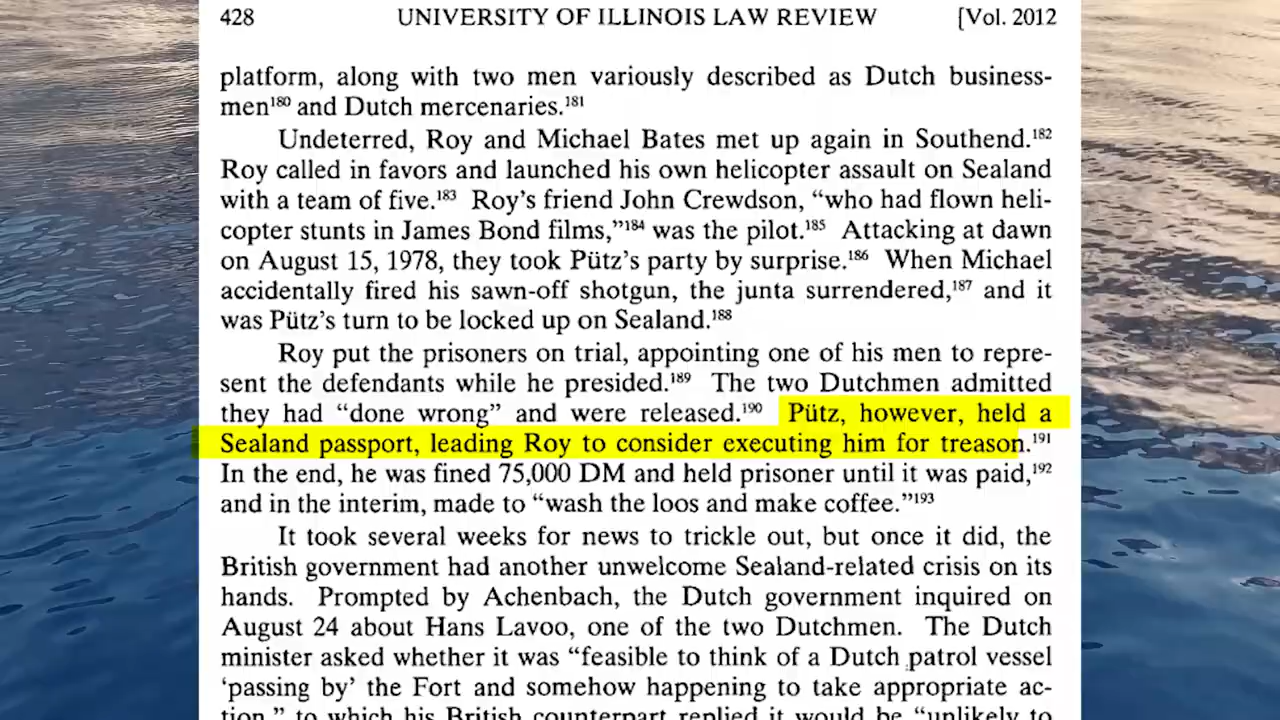 428 UNIVERSITY OF ILLINOIS LAW REVIEW [Vol. 2012
platform, along with two men variously described as Dutch business-
men¹⁸⁰ and Dutch mercenaries.¹⁸¹
Undeterred, Roy and Michael Bates met up again in Southend.¹⁸²
Roy called in favors and launched his own helicopter assault on Sealand
with a team of five.¹⁸³ Roy's friend John Crewdson, “who had flown heli-
copter stunts in James Bond films,”¹⁸⁴ was the pilot.¹⁸⁵ Attacking at dawn
on August 15, 1978, they took Pütz's party by surprise.¹⁸⁶ When Michael
accidentally fired his sawn-off shotgun, the junta surrendered,¹⁸⁷ and it
was Pütz's turn to be locked up on Sealand.¹⁸⁸
Roy put the prisoners on trial, appointing one of his men to repre-
sent the defendants while he presided.¹⁸⁹ The two Dutchmen admitted
they had “done wrong” and were released.¹⁹⁰ Pütz, however, held a
Sealand passport, leading Roy to consider executing him for treason.¹⁹¹
In the end, he was fined 75,000 DM and held prisoner until it was paid,¹⁹²
and in the interim, made to “wash the loos and make coffee.”¹⁹³
It took several weeks for news to trickle out, but once it did, the
British government had another unwelcome Sealand-related crisis on its
hands. Prompted by Achenbach, the Dutch government inquired on
August 24 about Hans Lavoo, one of the two Dutchmen. The Dutch
minister asked whether it was “feasible to think of a Dutch patrol vessel
‘passing by’ the Fort and somehow happening to take appropriate ac-
tion,” to which his British counterpart replied it would be “unlikely to